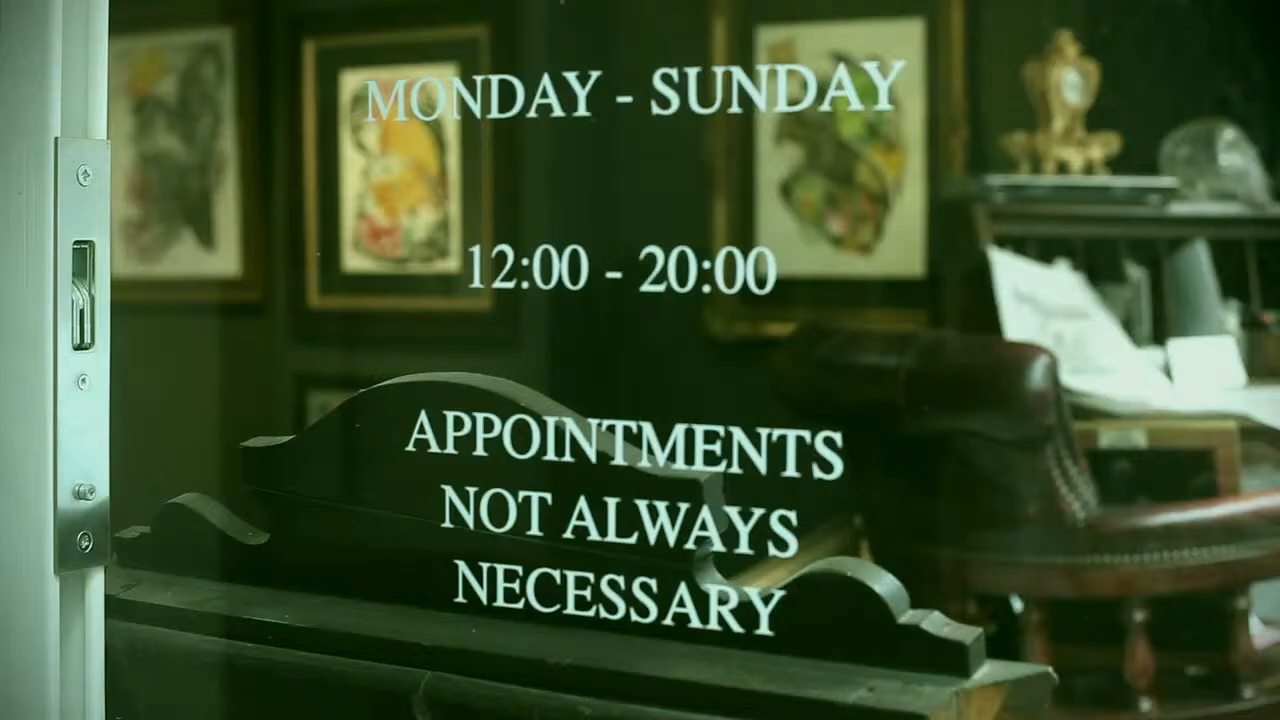 MONDAY - SUNDAY
12:00 - 20:00
APPOINTMENTS
NOT ALWAYS
NECESSARY